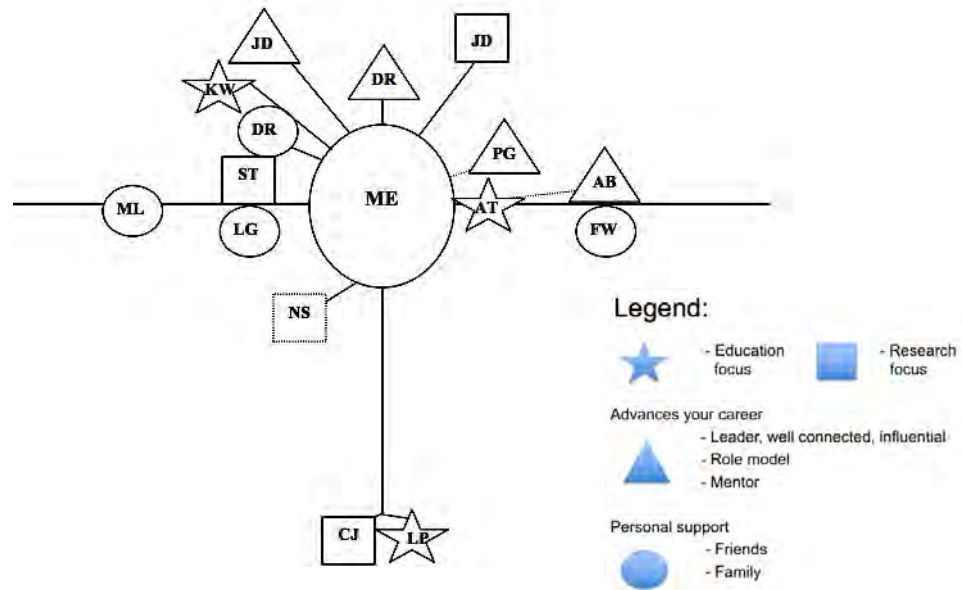 JD
JD
DR
KW
DR
PG
ST
AB
ME
ML
AT
LG
FW
NS
Legend:
- Education
focus
- Research
focus
Advances your career
- Leader, well connected, influential
- Role model
- Mentor
CJ
LP
Personal support
- Friends
- Family